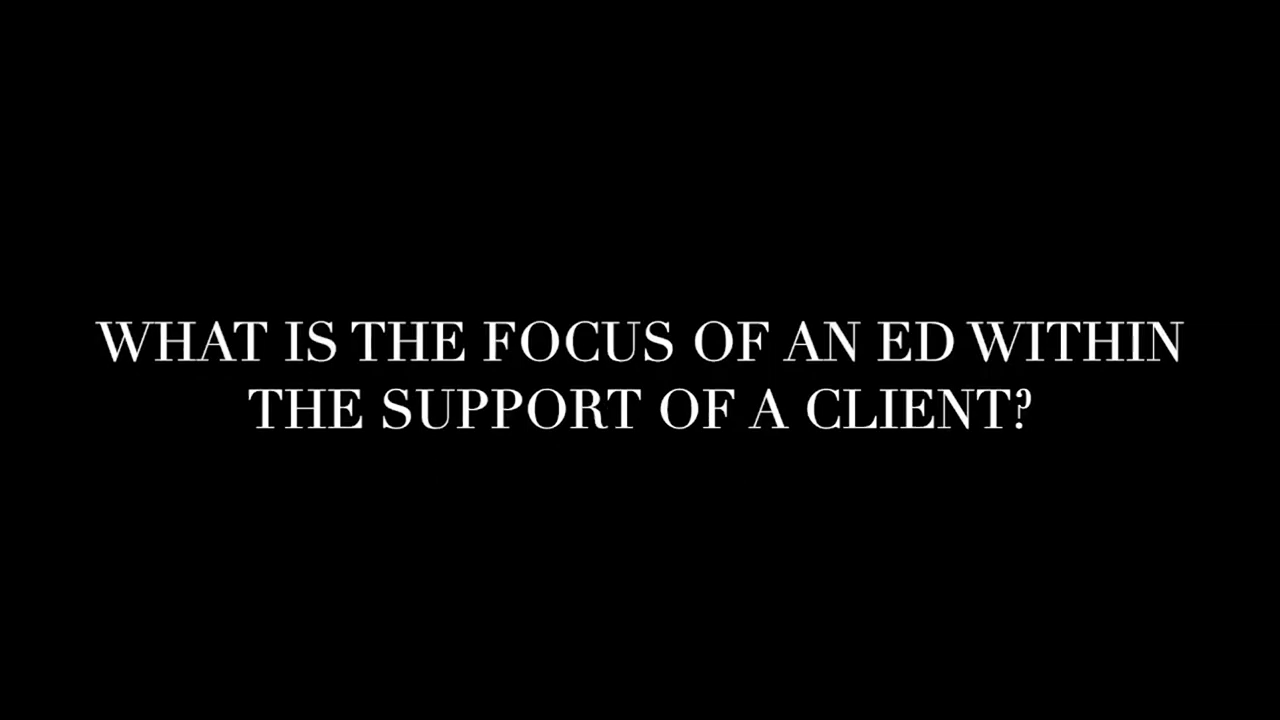 WHAT IS THE FOCUS OF AN ED WITHIN
THE SUPPORT OF A CLIENT?